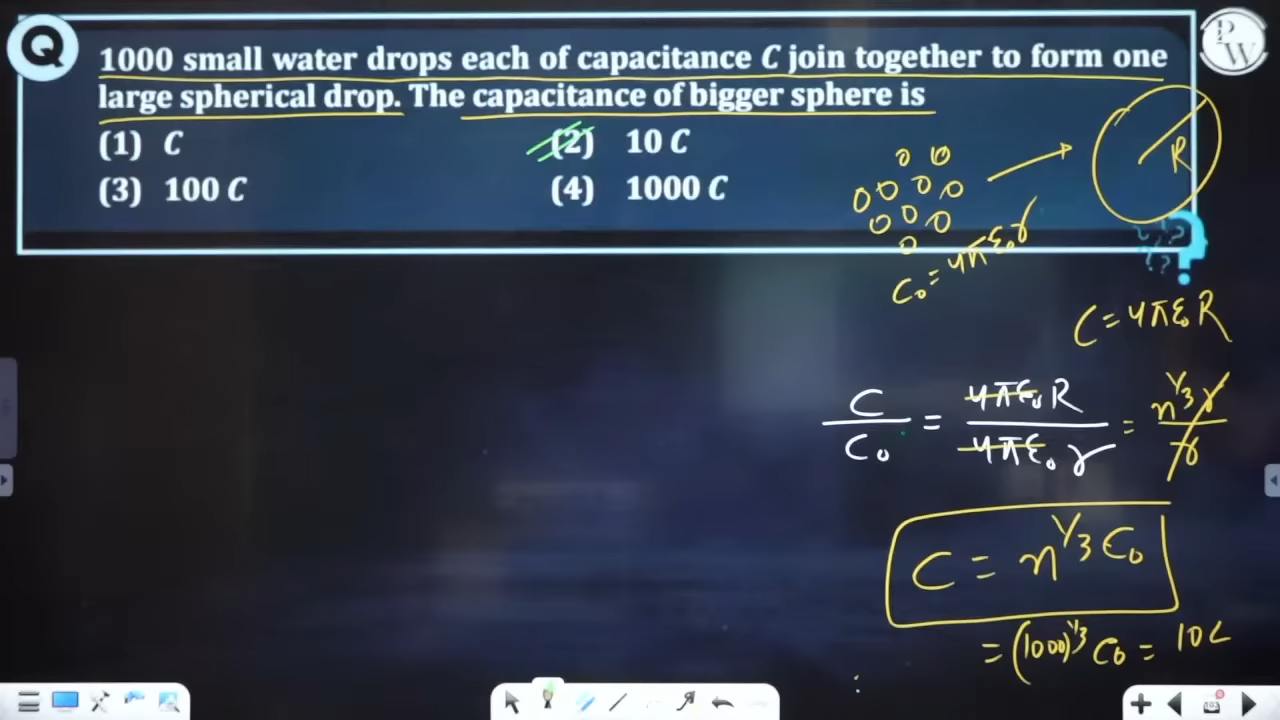 Q
1000 small water drops each of capacitance C join together to form one
large spherical drop. The capacitance of bigger sphere is
(1) C
(2) 10 C
(3) 100 C
(4) 1000 C
P
W
R
C₀ = 4πε₀r
C = 4πε₀R
C/C₀ = 4πε₀R/4πε₀r = n^1/3 r/r
C = n^1/3 C₀
= (1000)^1/3 C₀ = 10C
103